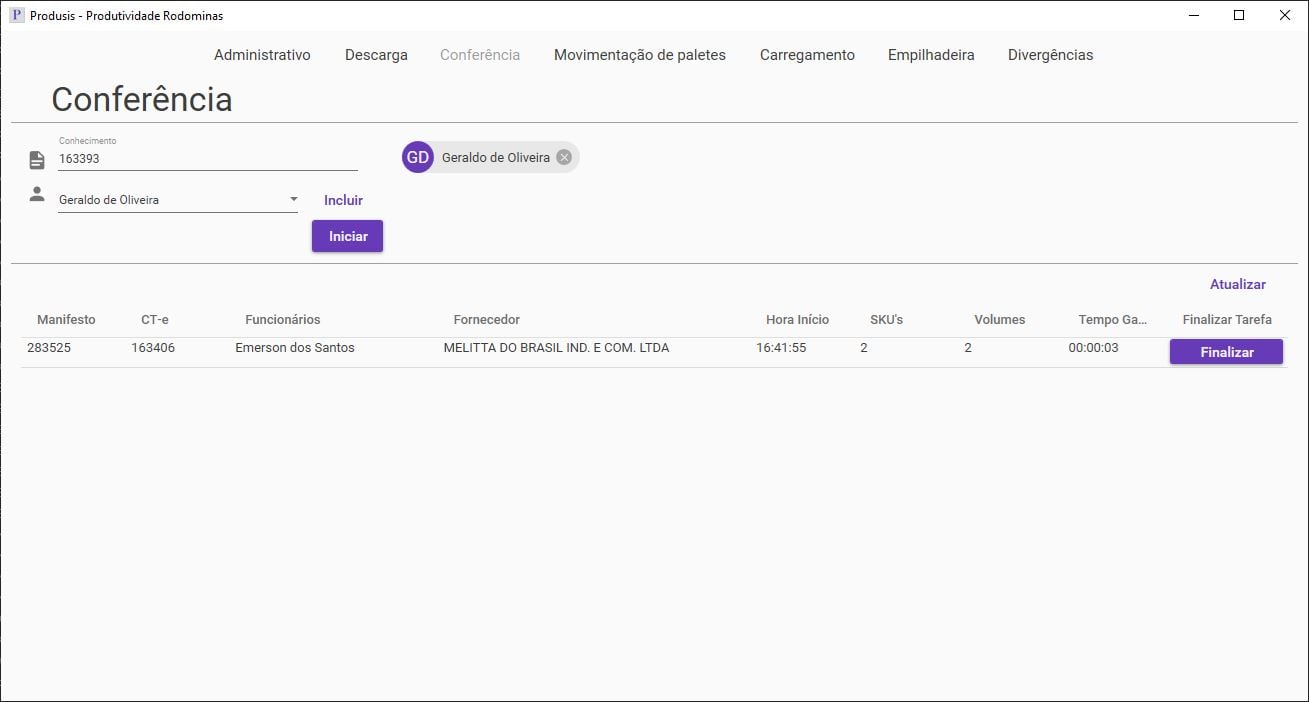 P Produsis - Produtividade Rodominas
Administrativo Descarga Conferência Movimentação de paletes Carregamento Empilhadeira Divergências
Conferência
Conhecimento
163393
GD Geraldo de Oliveira
Geraldo de Oliveira Incluir
Iniciar
Atualizar
Manifesto CT-e Funcionários Fornecedor Hora Início SKU's Volumes Tempo Ga... Finalizar Tarefa
283525 163406 Emerson dos Santos MELITTA DO BRASIL IND. E COM. LTDA 16:41:55 2 2 00:00:03 Finalizar